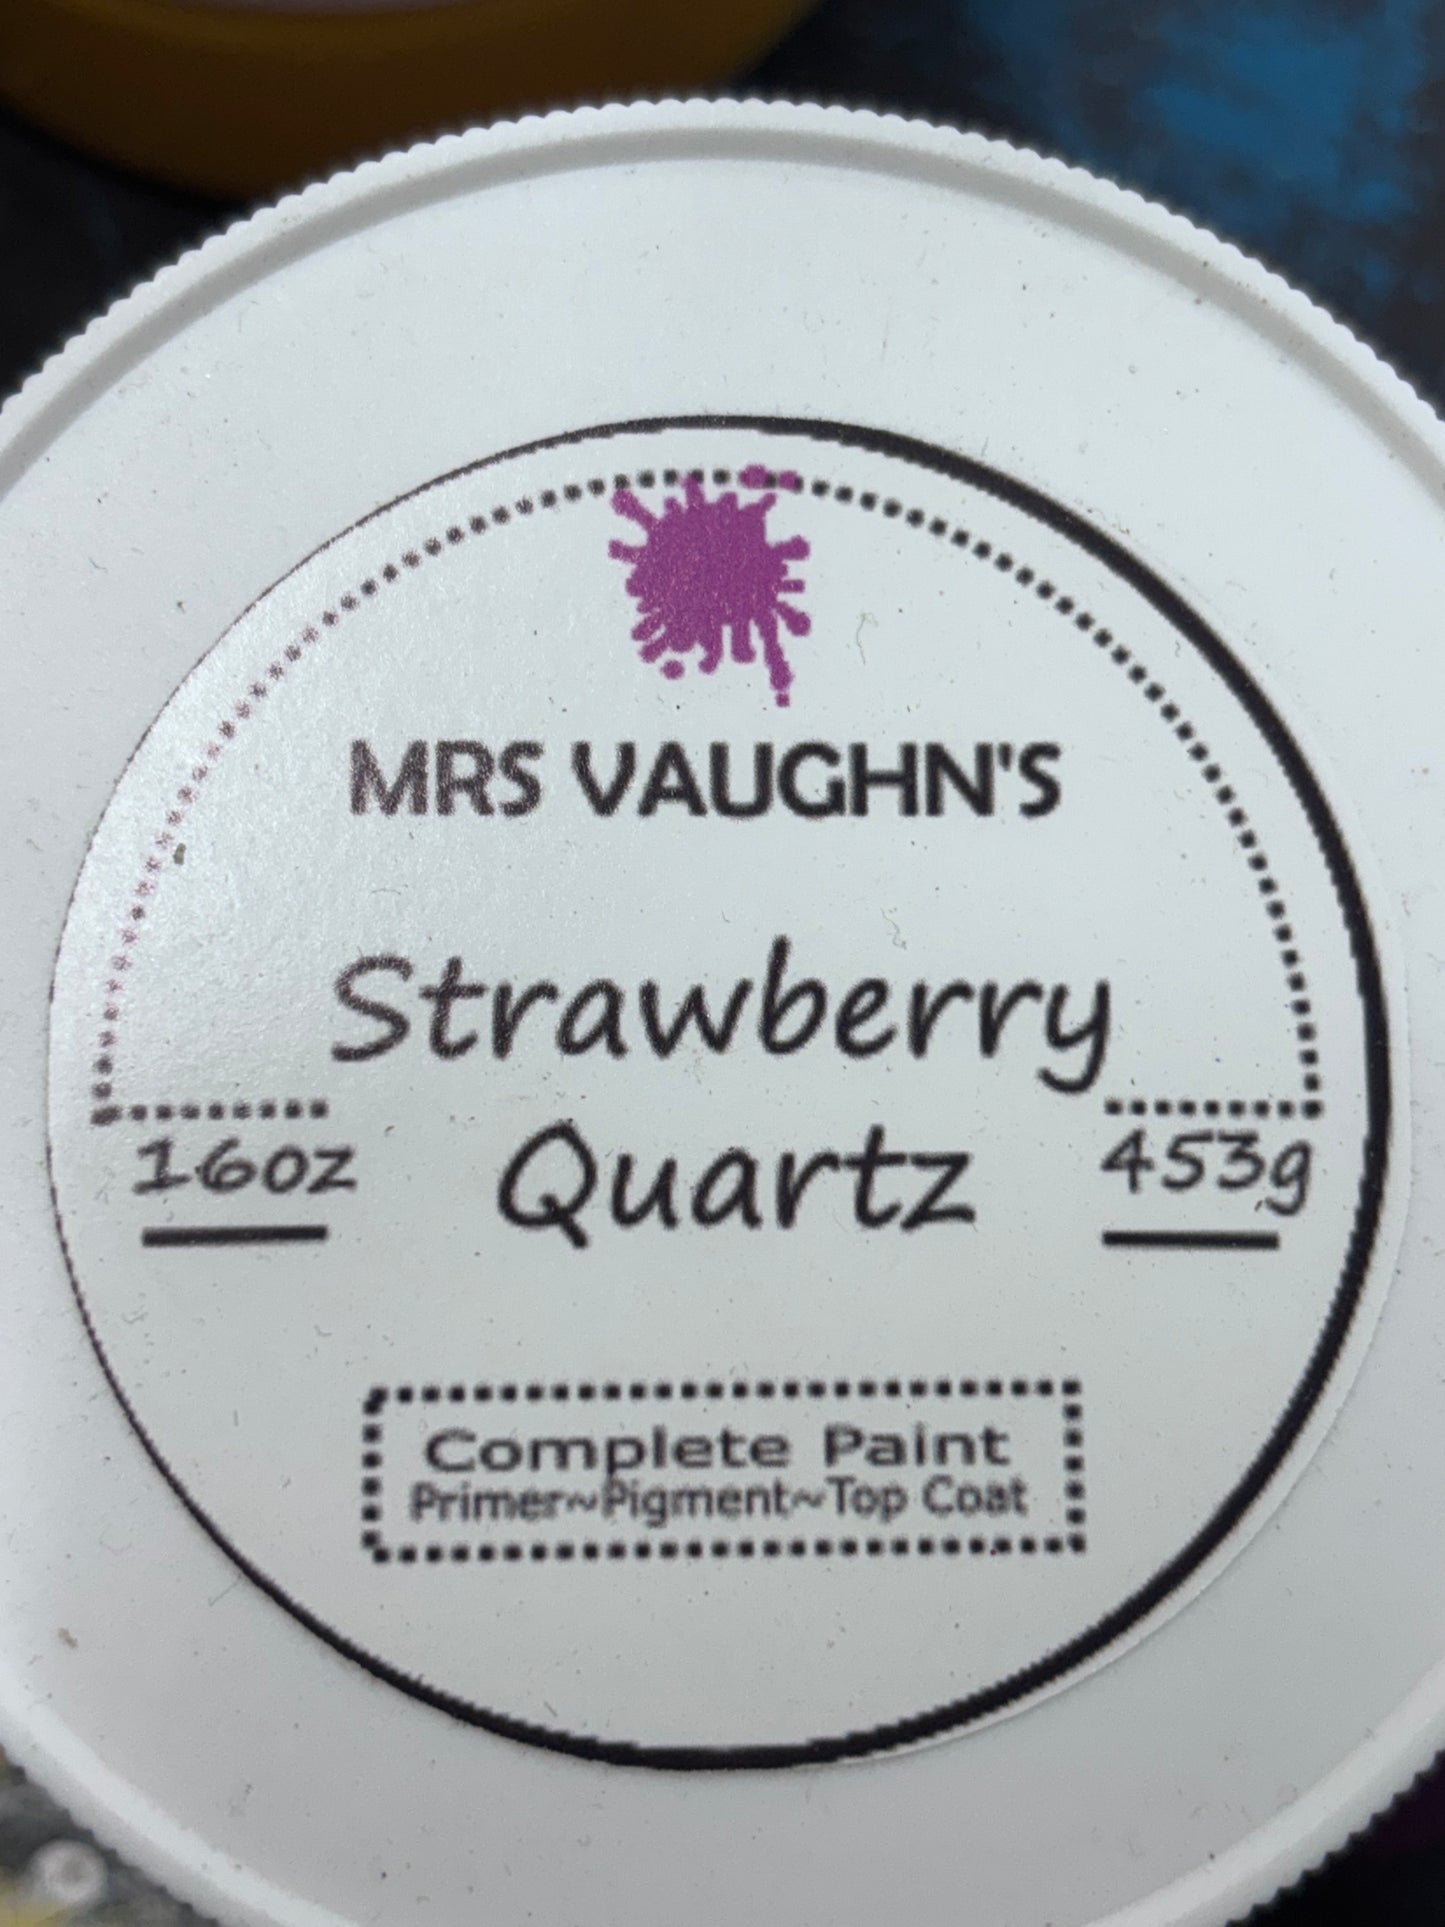 MRS VAUGHN'S
Strawberry
Quartz
16oz
453g
Complete Paint
Primer~Pigment~Top Coat